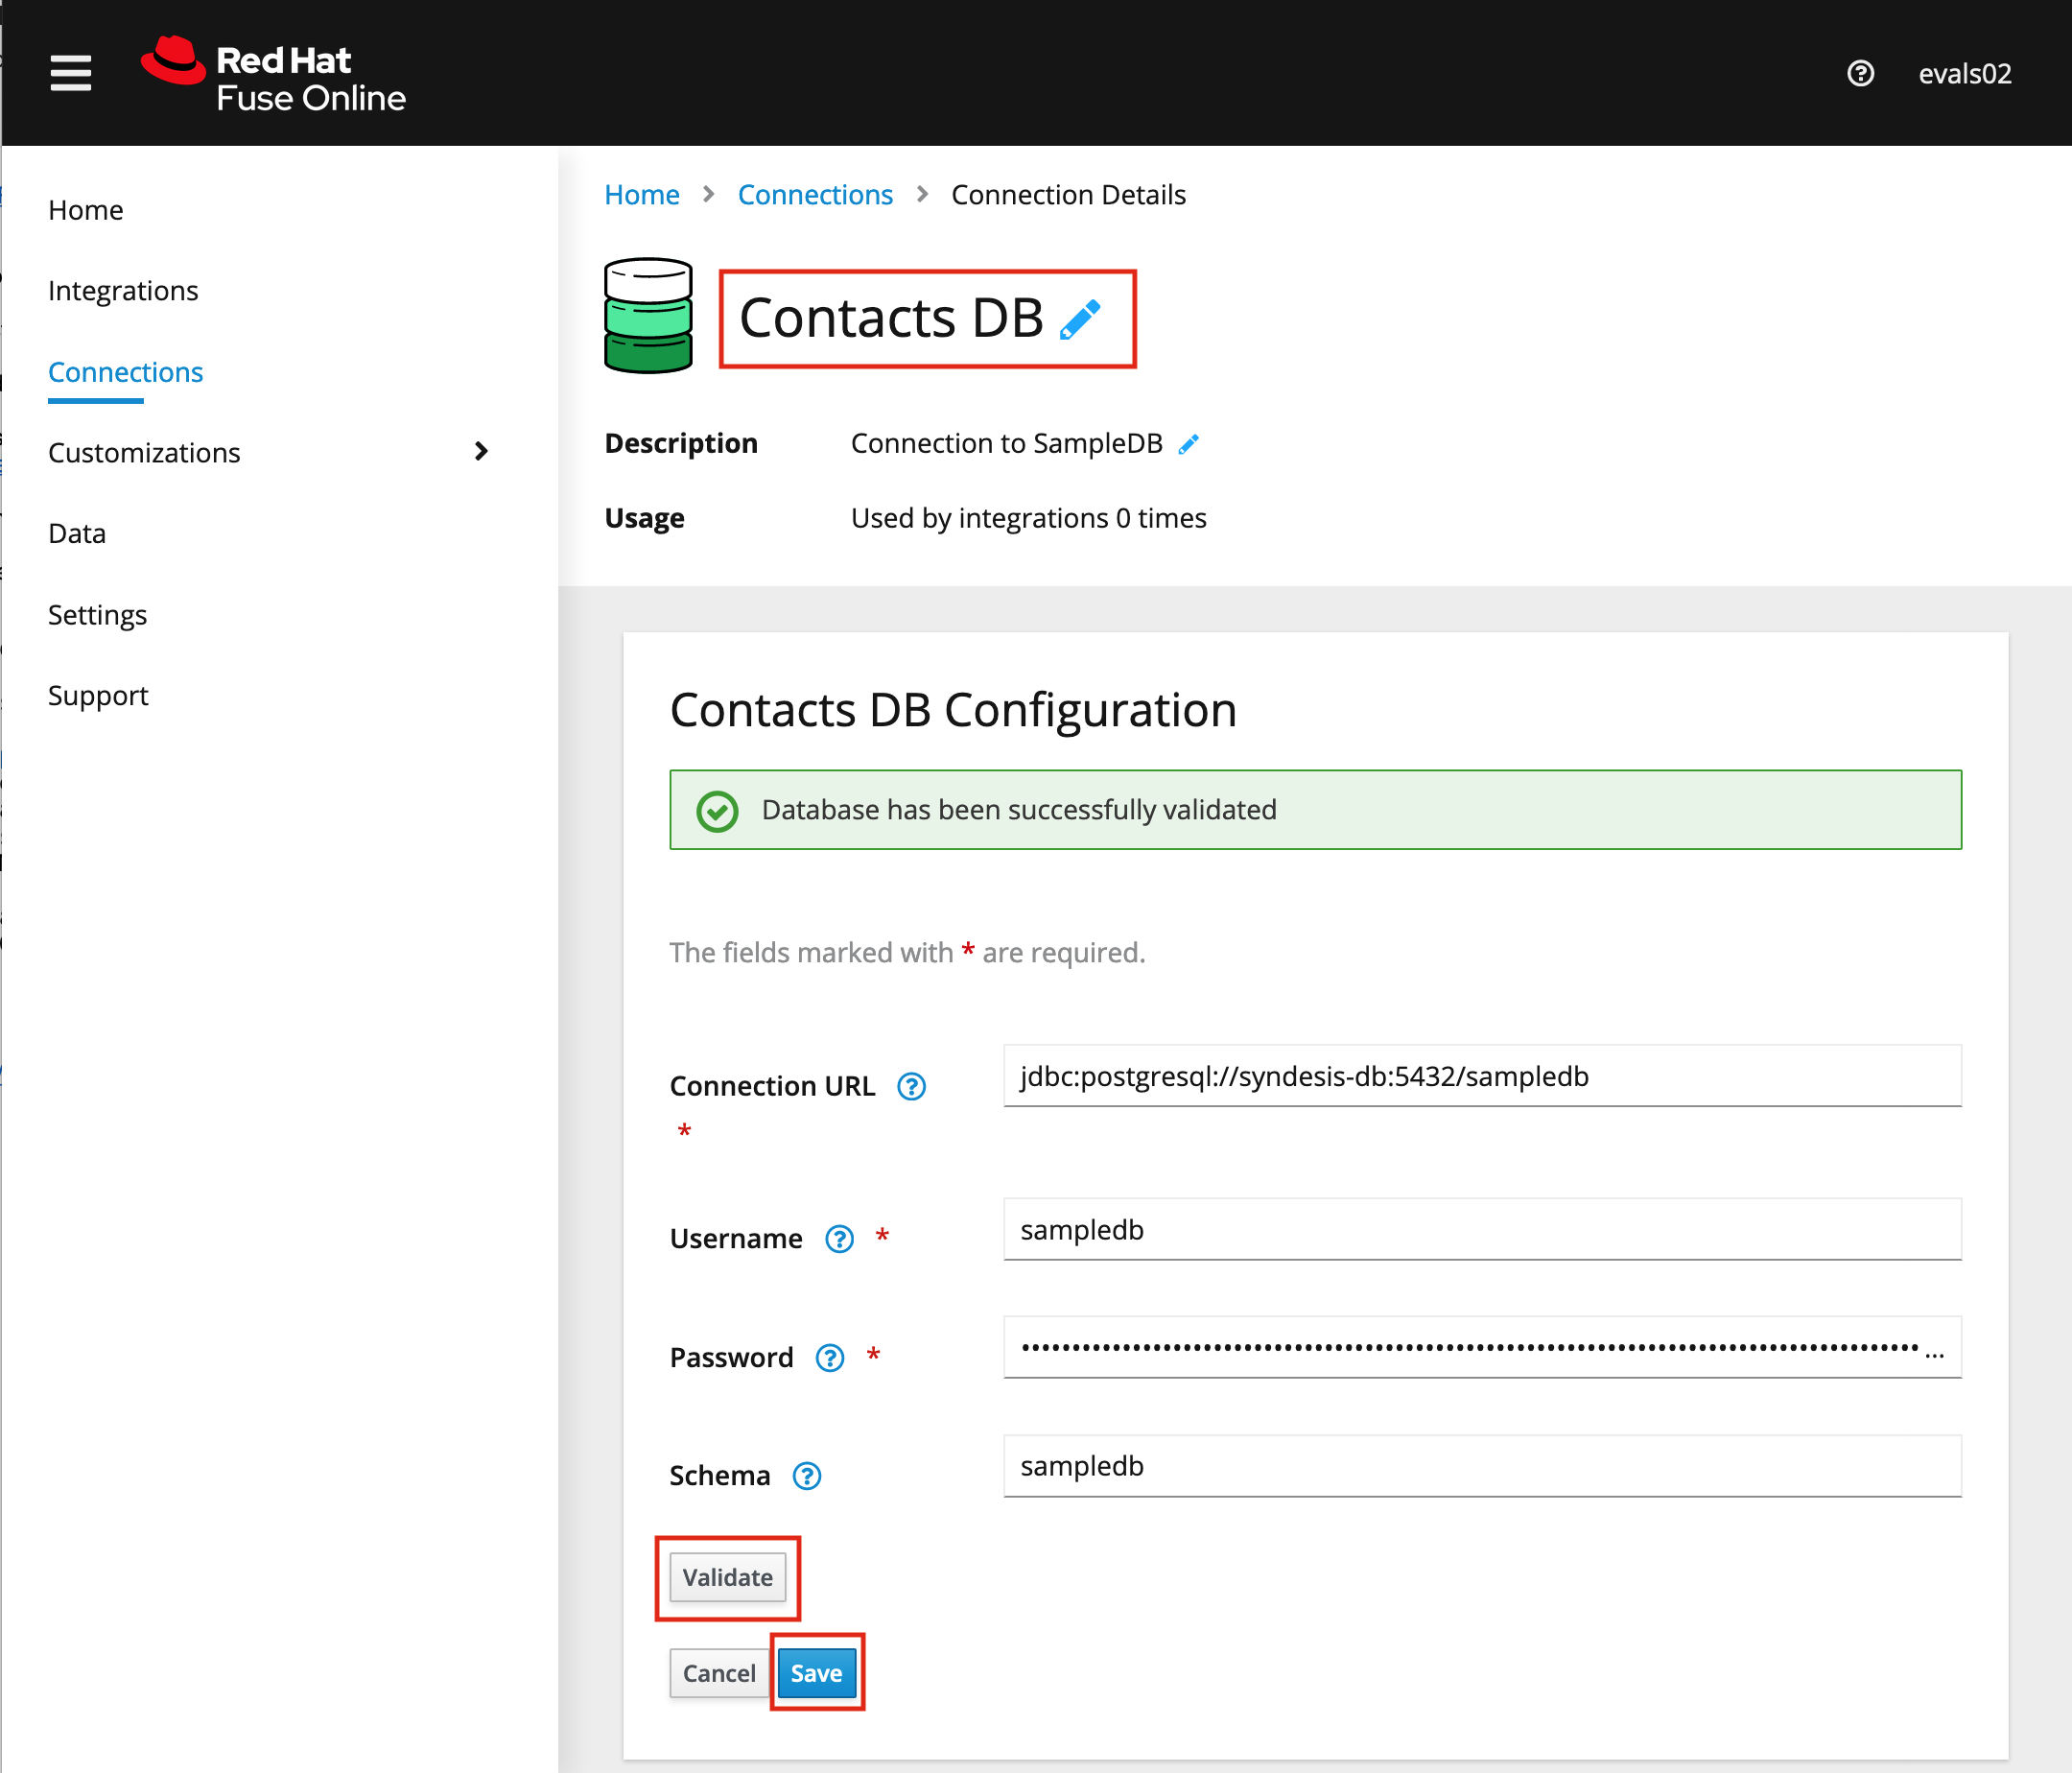 Red Hat
Fuse Online
evals02
Home
Integrations
Connections
Customizations
Data
Settings
Support
Home > Connections > Connection Details
Contacts DB
Description Connection to SampleDB
Usage Used by integrations 0 times
Contacts DB Configuration
Database has been successfully validated
The fields marked with * are required.
Connection URL jdbc:postgresql://syndesis-db:5432/sampledb
*
Username * sampledb
Password * ••••••••••••••••••••••••••••••••••••••••••••••••••••••••••••••••••••••••••••••••••••••••• ...
Schema sampledb
Validate
Cancel Save